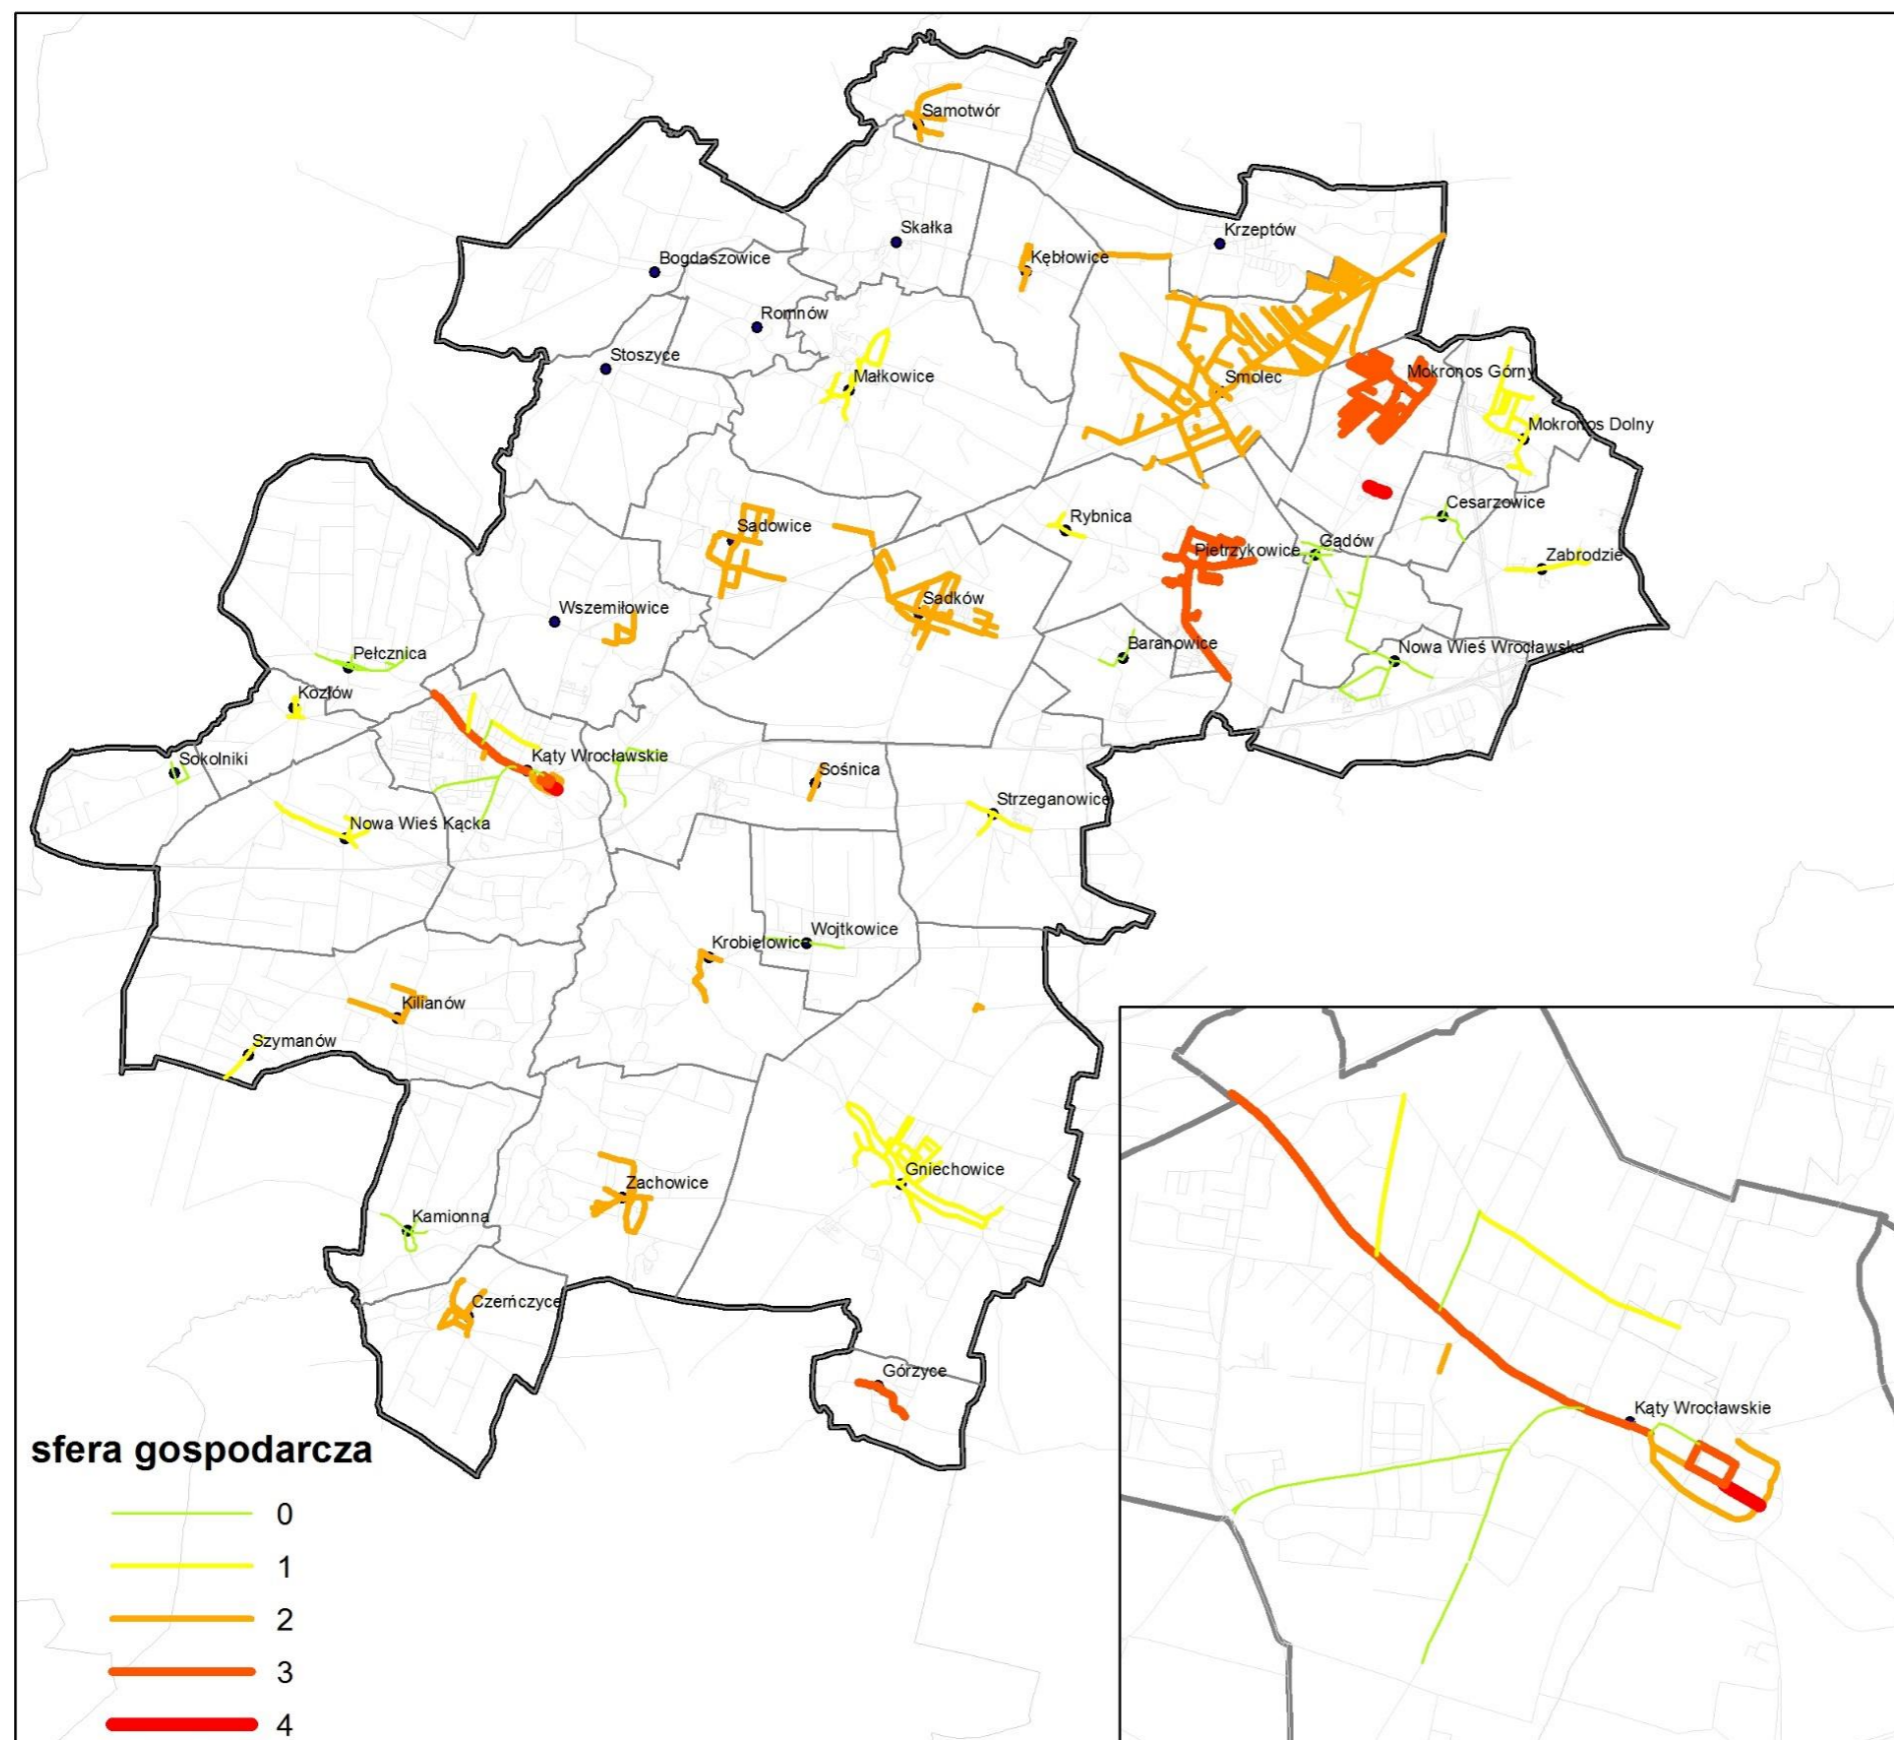 Samotwór
Skałka
Krzeptów
Kębłowice
Bogdaszowice
Romnów
Stoszyce
Małkowice
Smolec
Mokronos Górny
Mokronos Dolny
Sadowice
Rybnica
Cesarzowice
Pietrzykowice
Gądów
Zabrodzie
Sadków
Wszemiłowice
Baranowice
Nowa Wieś Wrocławska
Pełcznica
Kozłów
Kąty Wrocławskie
Sokolniki
Sośnica
Strzeganowice
Nowa Wieś Kącka
Krobielowice
Wojtkowice
Kilianów
Szymanów
Gniechowice
Zachowice
Kamionna
Czerńczyce
Górzyce
Kąty Wrocławskie
sfera gospodarcza
0
1
2
3
4